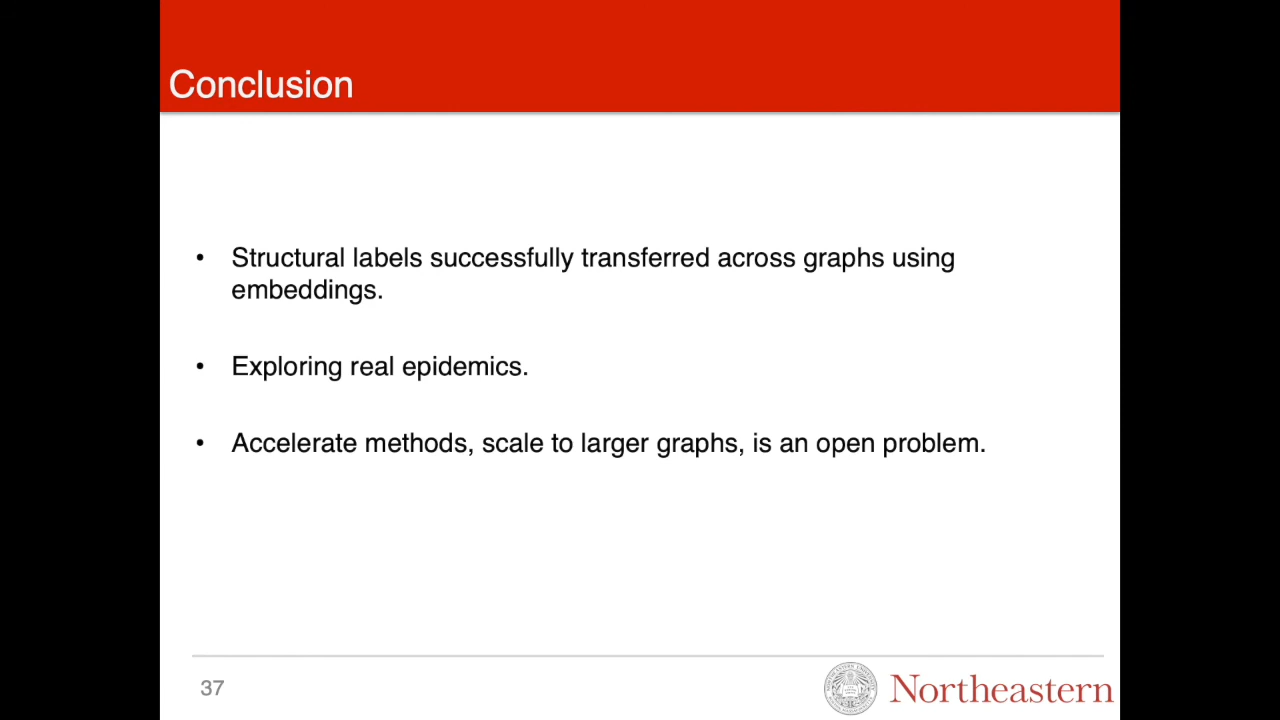 Conclusion
• Structural labels successfully transferred across graphs using
embeddings.
• Exploring real epidemics.
• Accelerate methods, scale to larger graphs, is an open problem.
37
Northeastern